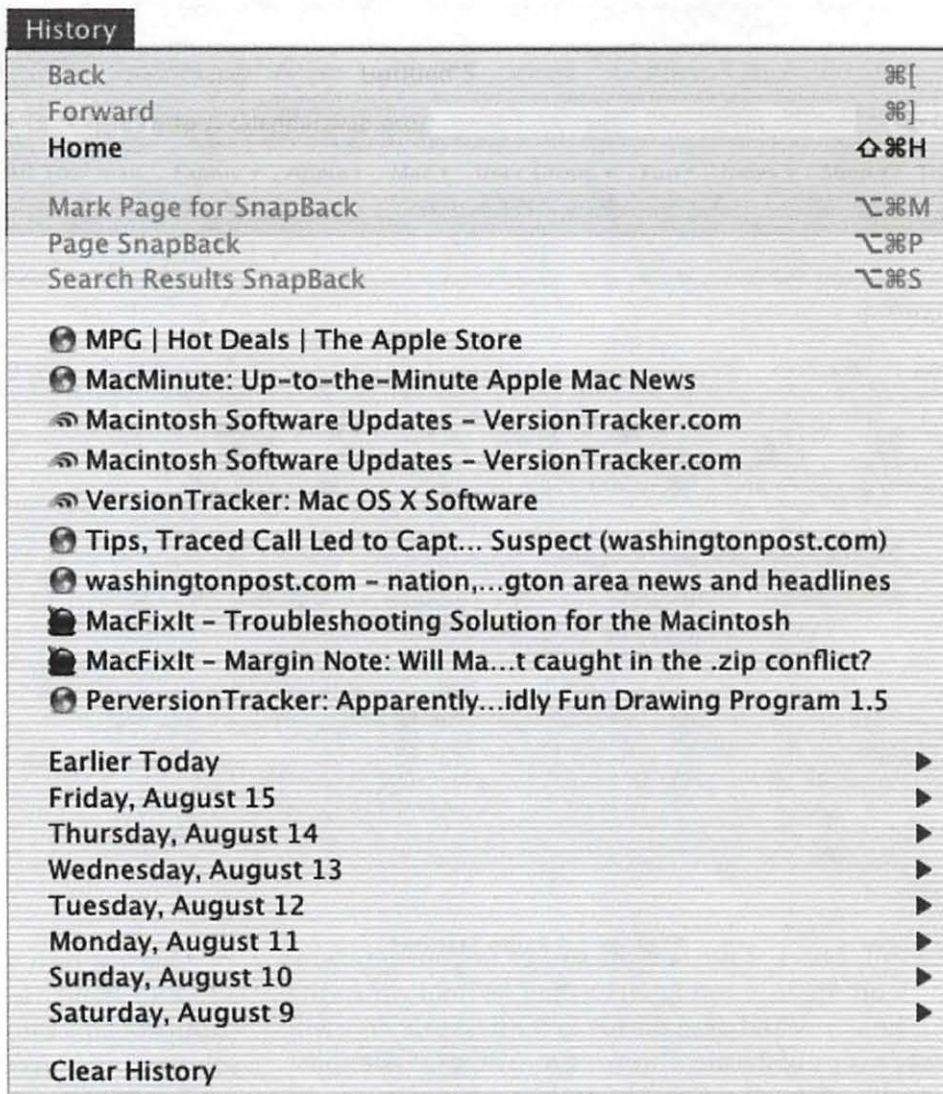 History
Back ⌘[
Forward ⌘]
Home ⇧⌘H
Mark Page for SnapBack ⌥⌘M
Page SnapBack ⌥⌘P
Search Results SnapBack ⌥⌘S
MPG | Hot Deals | The Apple Store
MacMinute: Up-to-the-Minute Apple Mac News
Macintosh Software Updates – VersionTracker.com
Macintosh Software Updates – VersionTracker.com
VersionTracker: Mac OS X Software
Tips, Traced Call Led to Capt... Suspect (washingtonpost.com)
washingtonpost.com – nation,...gton area news and headlines
MacFixIt – Troubleshooting Solution for the Macintosh
MacFixIt – Margin Note: Will Ma...t caught in the .zip conflict?
PerversionTracker: Apparently...idly Fun Drawing Program 1.5
Earlier Today
Friday, August 15
Thursday, August 14
Wednesday, August 13
Tuesday, August 12
Monday, August 11
Sunday, August 10
Saturday, August 9
Clear History